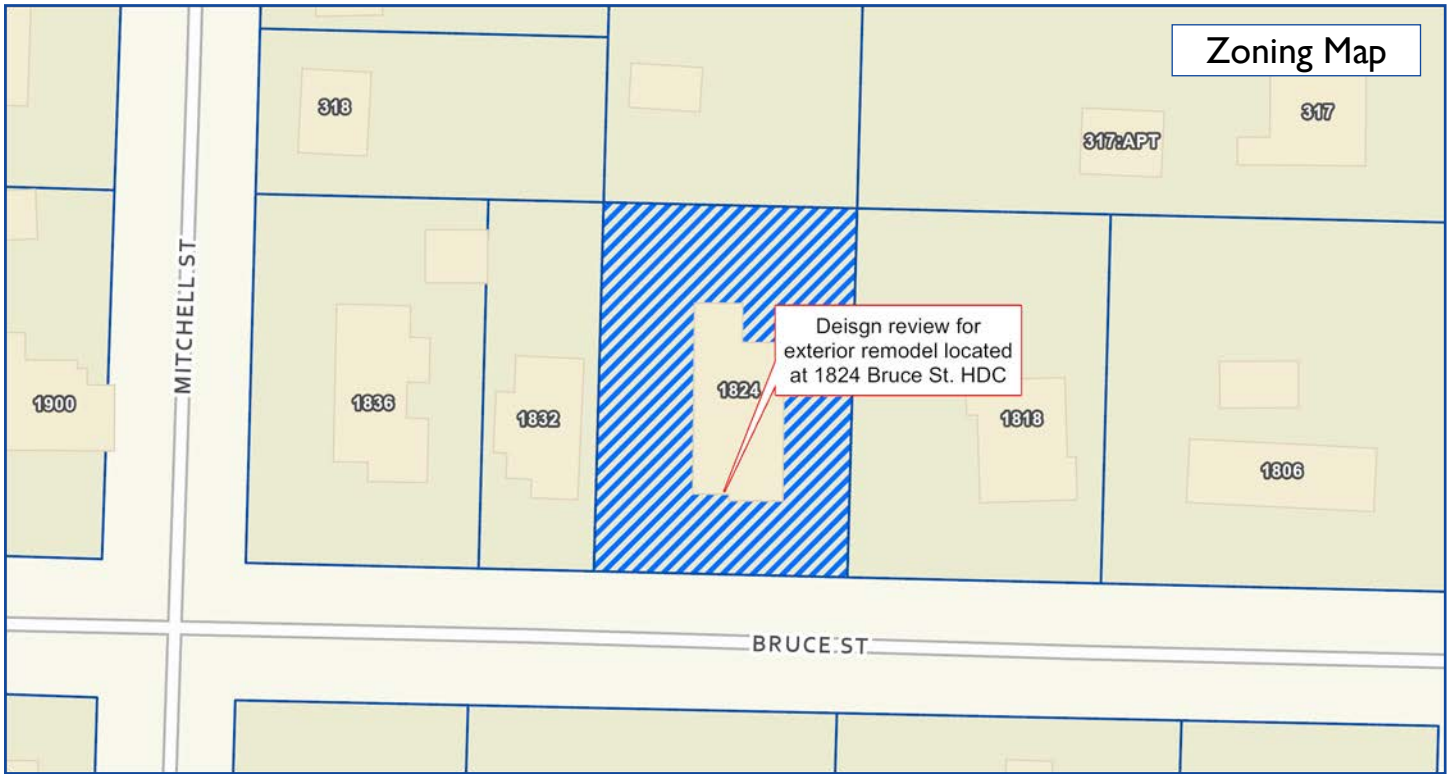 Zoning Map
318
317:APT
317
MITCHELL ST
1900
1836
1832
1824
Deisgn review for
exterior remodel located
at 1824 Bruce St. HDC
1818
1806
BRUCE ST